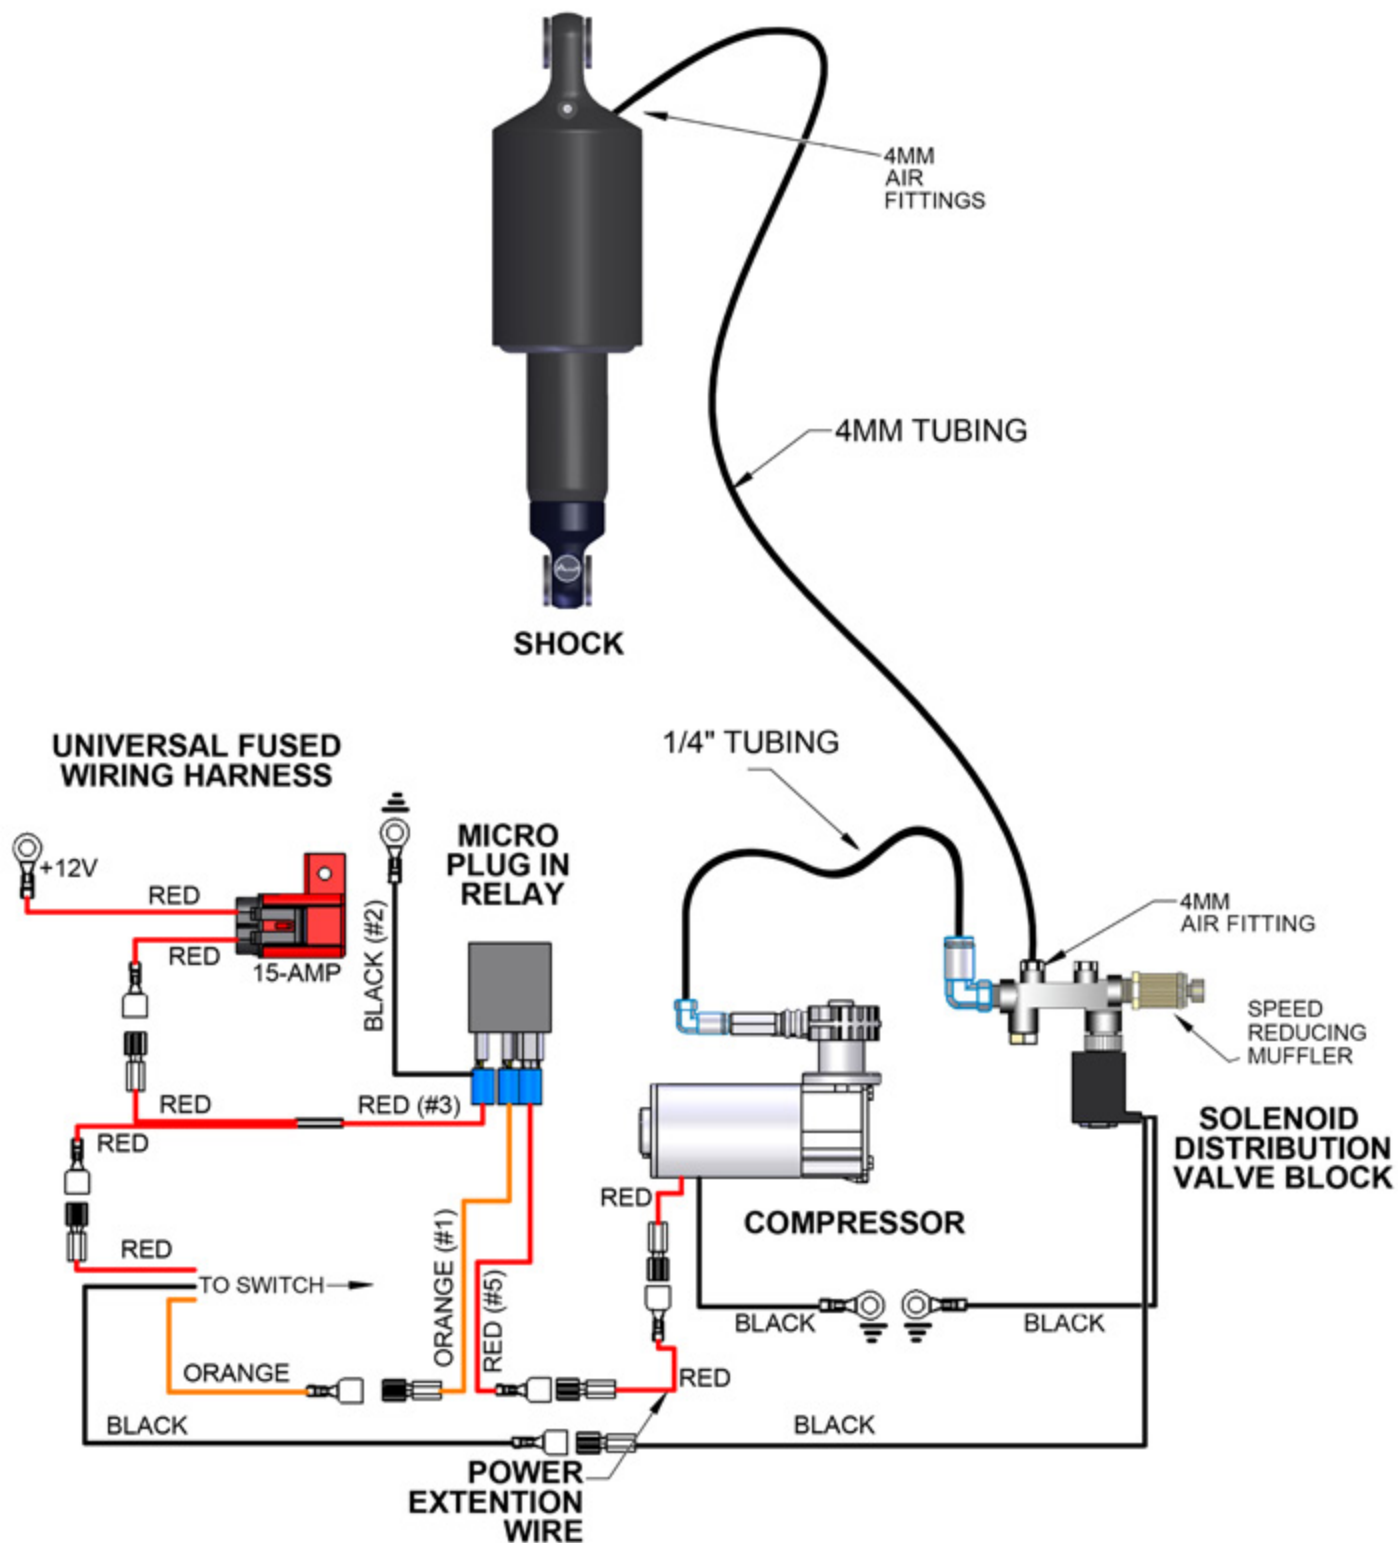 4MM
AIR
FITTINGS
4MM TUBING
SHOCK
UNIVERSAL FUSED
WIRING HARNESS
1/4" TUBING
MICRO
PLUG IN
RELAY
+12V
RED
RED
15-AMP
BLACK (#2)
4MM
AIR FITTING
SPEED
REDUCING
MUFFLER
RED
RED (#3)
RED
SOLENOID
DISTRIBUTION
VALVE BLOCK
RED
COMPRESSOR
RED
TO SWITCH
ORANGE (#1)
RED (#5)
BLACK
BLACK
ORANGE
RED
BLACK
BLACK
POWER
EXTENTION
WIRE